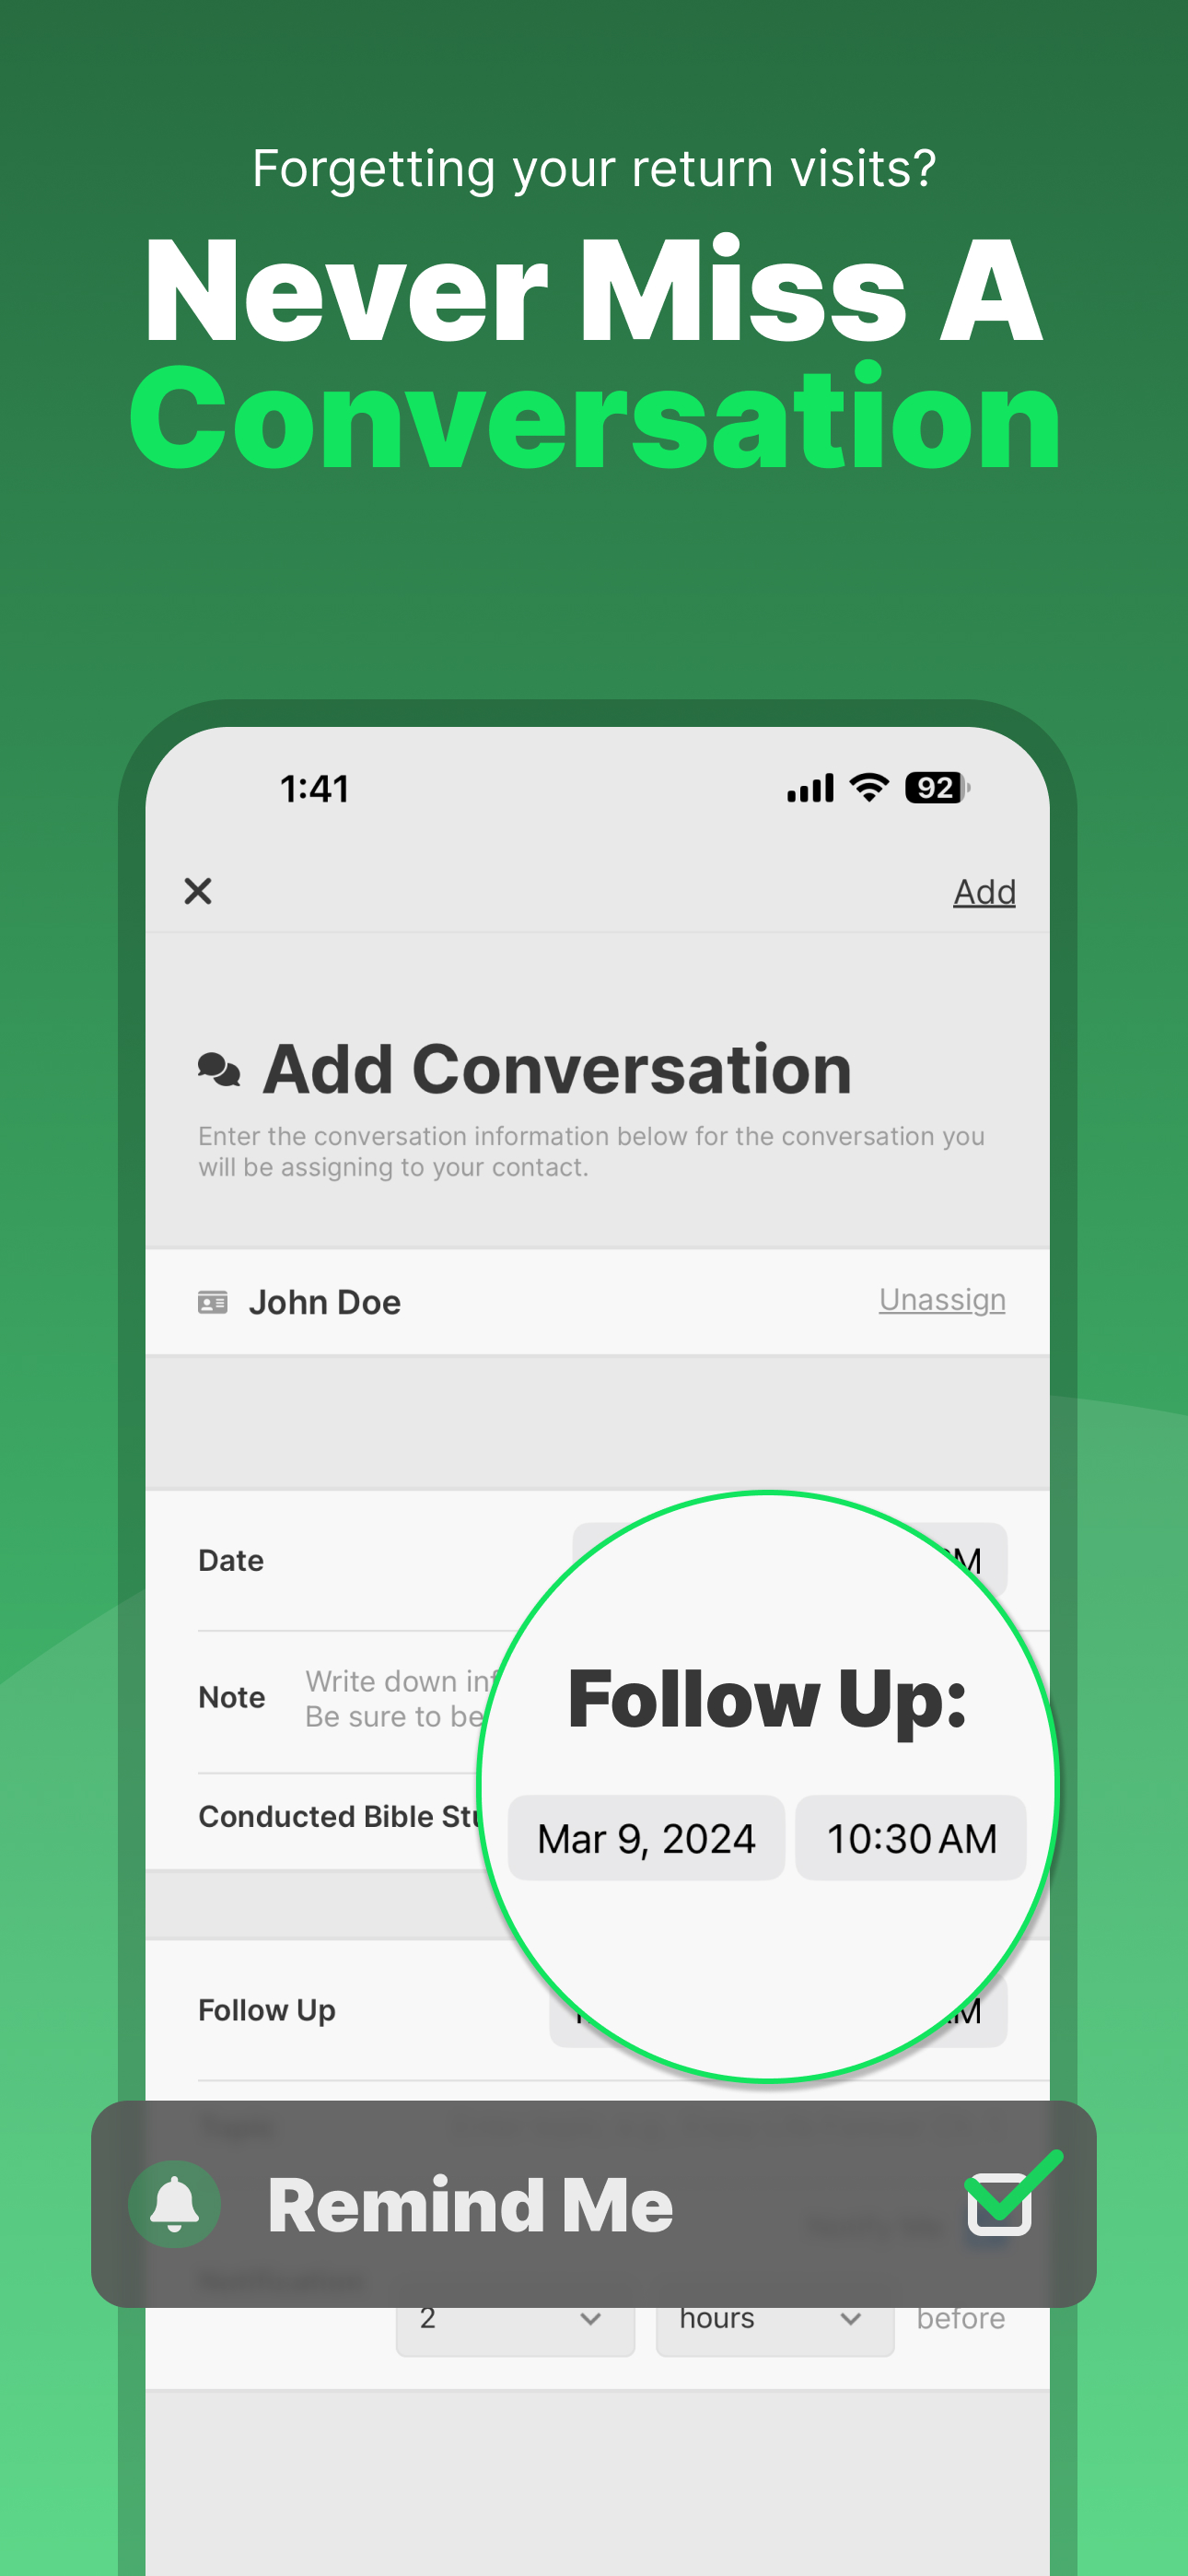 Forgetting your return visits?
Never Miss A
Conversation
1:41
92
Add
Add Conversation
Enter the conversation information below for the conversation you
will be assigning to your contact.
John Doe
Unassign
Date
Note
Write down
Be sure to be
Conducted Bible
Follow Up:
Mar 9, 2024
10:30 AM
Follow Up
Remind Me
2
hours
before